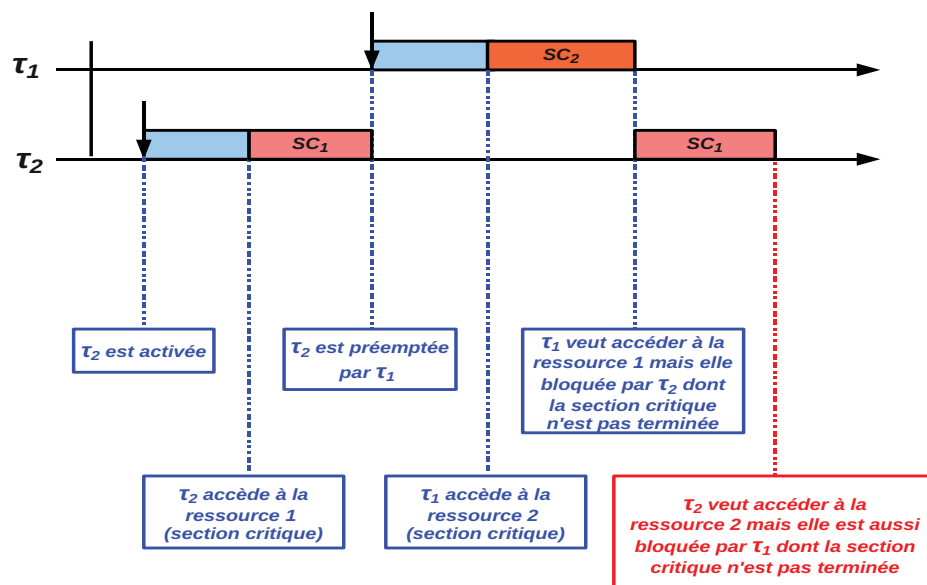 τ1
SC2
τ2
SC1
SC1
τ2 est activée
τ2 est préemptée
par τ1
τ1 veut accéder à la
ressource 1 mais elle
bloquée par τ2 dont
la section critique
n'est pas terminée
τ2 accède à la
ressource 1
(section critique)
τ1 accède à la
ressource 2
(section critique)
τ2 veut accéder à la
ressource 2 mais elle est aussi
bloquée par τ1 dont la section
critique n'est pas terminée